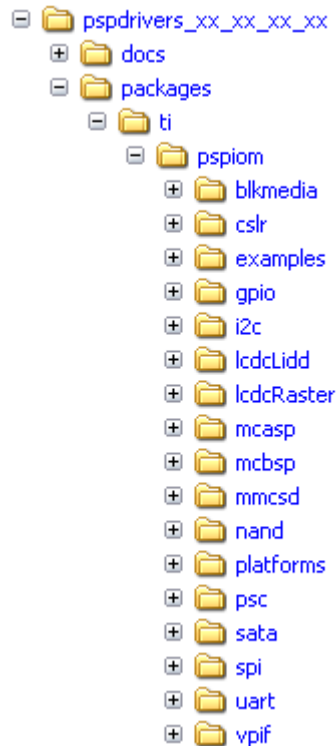 pspdrivers_xx_xx_xx_xx
docs
packages
ti
pspiom
blkmedia
cslr
examples
gpio
i2c
lcdcLidd
lcdcRaster
mcasp
mcbsp
mmcsd
nand
platforms
psc
sata
spi
uart
vpif